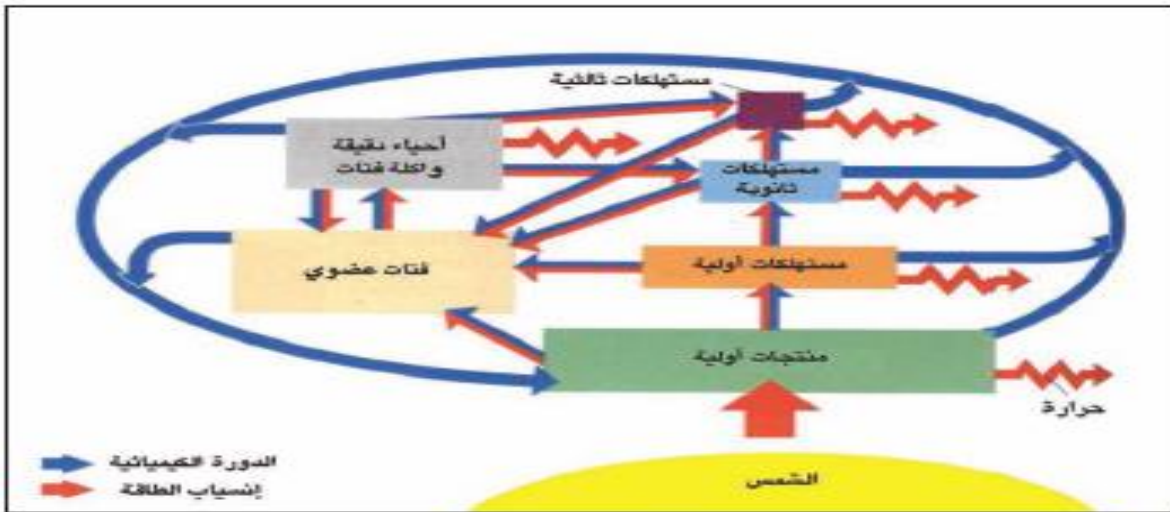 مستهلكات ثالثية
أحياء دقيقة
واكلة فتات
مستهلكات
ثانوية
فتات عضوي
مستهلكات أولية
منتجات أولية
حرارة
الدورة الكيميائية
إنسياب الطاقة
الشمس